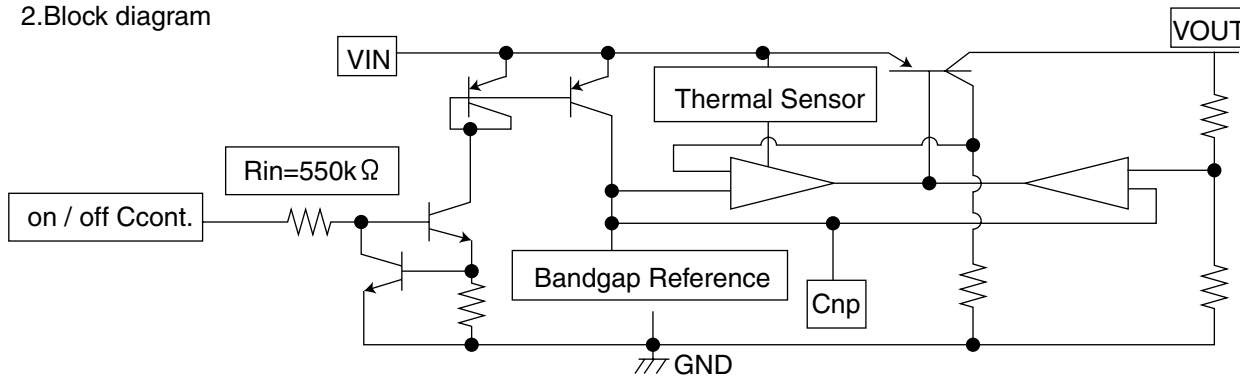 2.Block diagram
VOUT
VIN
Thermal Sensor
Rin=550kΩ
on / off Ccont.
Bandgap Reference
Cnp
GND